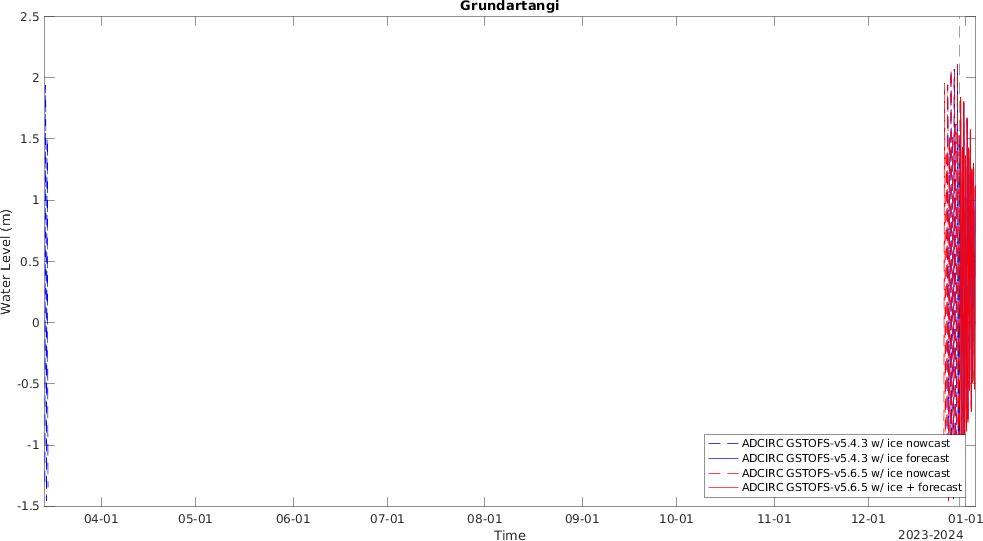 Grundartangi
2.5
2
1.5
1
0.5
0
-0.5
-1
-1.5
Water Level (m)
ADCIRC GSTOFS-v5.4.3 w/ ice nowcast
ADCIRC GSTOFS-v5.4.3 w/ ice forecast
ADCIRC GSTOFS-v5.6.5 w/ ice nowcast
ADCIRC GSTOFS-v5.6.5 w/ ice + forecast
04-01 05-01 06-01 07-01 08-01 09-01 10-01 11-01 12-01 01-01
Time
2023-2024